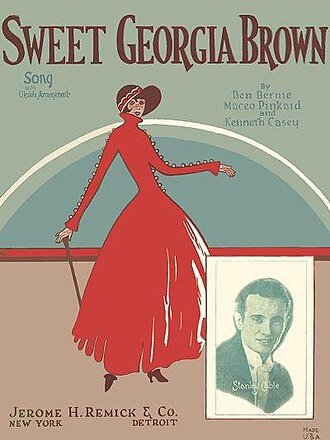 SWEET GEORGIA BROWN
Song
with
Ukulele Arrangement
By
Ben Bernie
Maceo Pinkard
and
Kenneth Casey
Stanley Cable
JEROME H. REMICK & CO.
NEW YORK DETROIT
MADE
U.S.A.